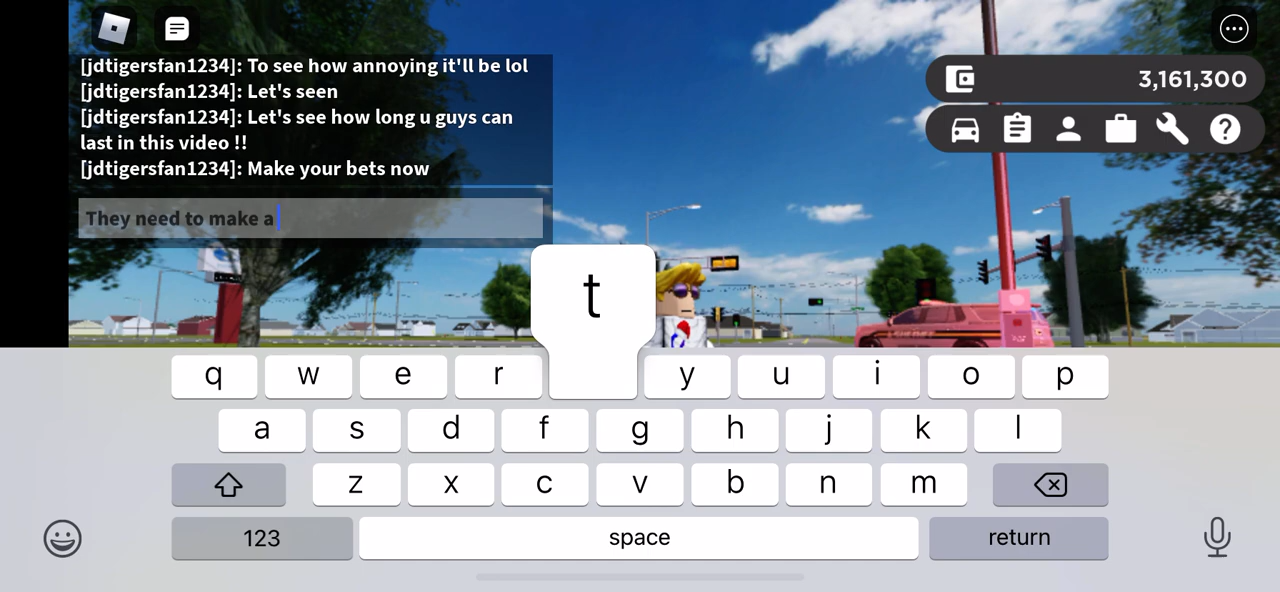 [jdtigersfan1234]: To see how annoying it'll be lol
[jdtigersfan1234]: Let's seen
[jdtigersfan1234]: Let's see how long u guys can
last in this video !!
[jdtigersfan1234]: Make your bets now
They need to make a
3,161,300
t
q w e r y u i o p
a s d f g h j k l
z x c v b n m
123 space return